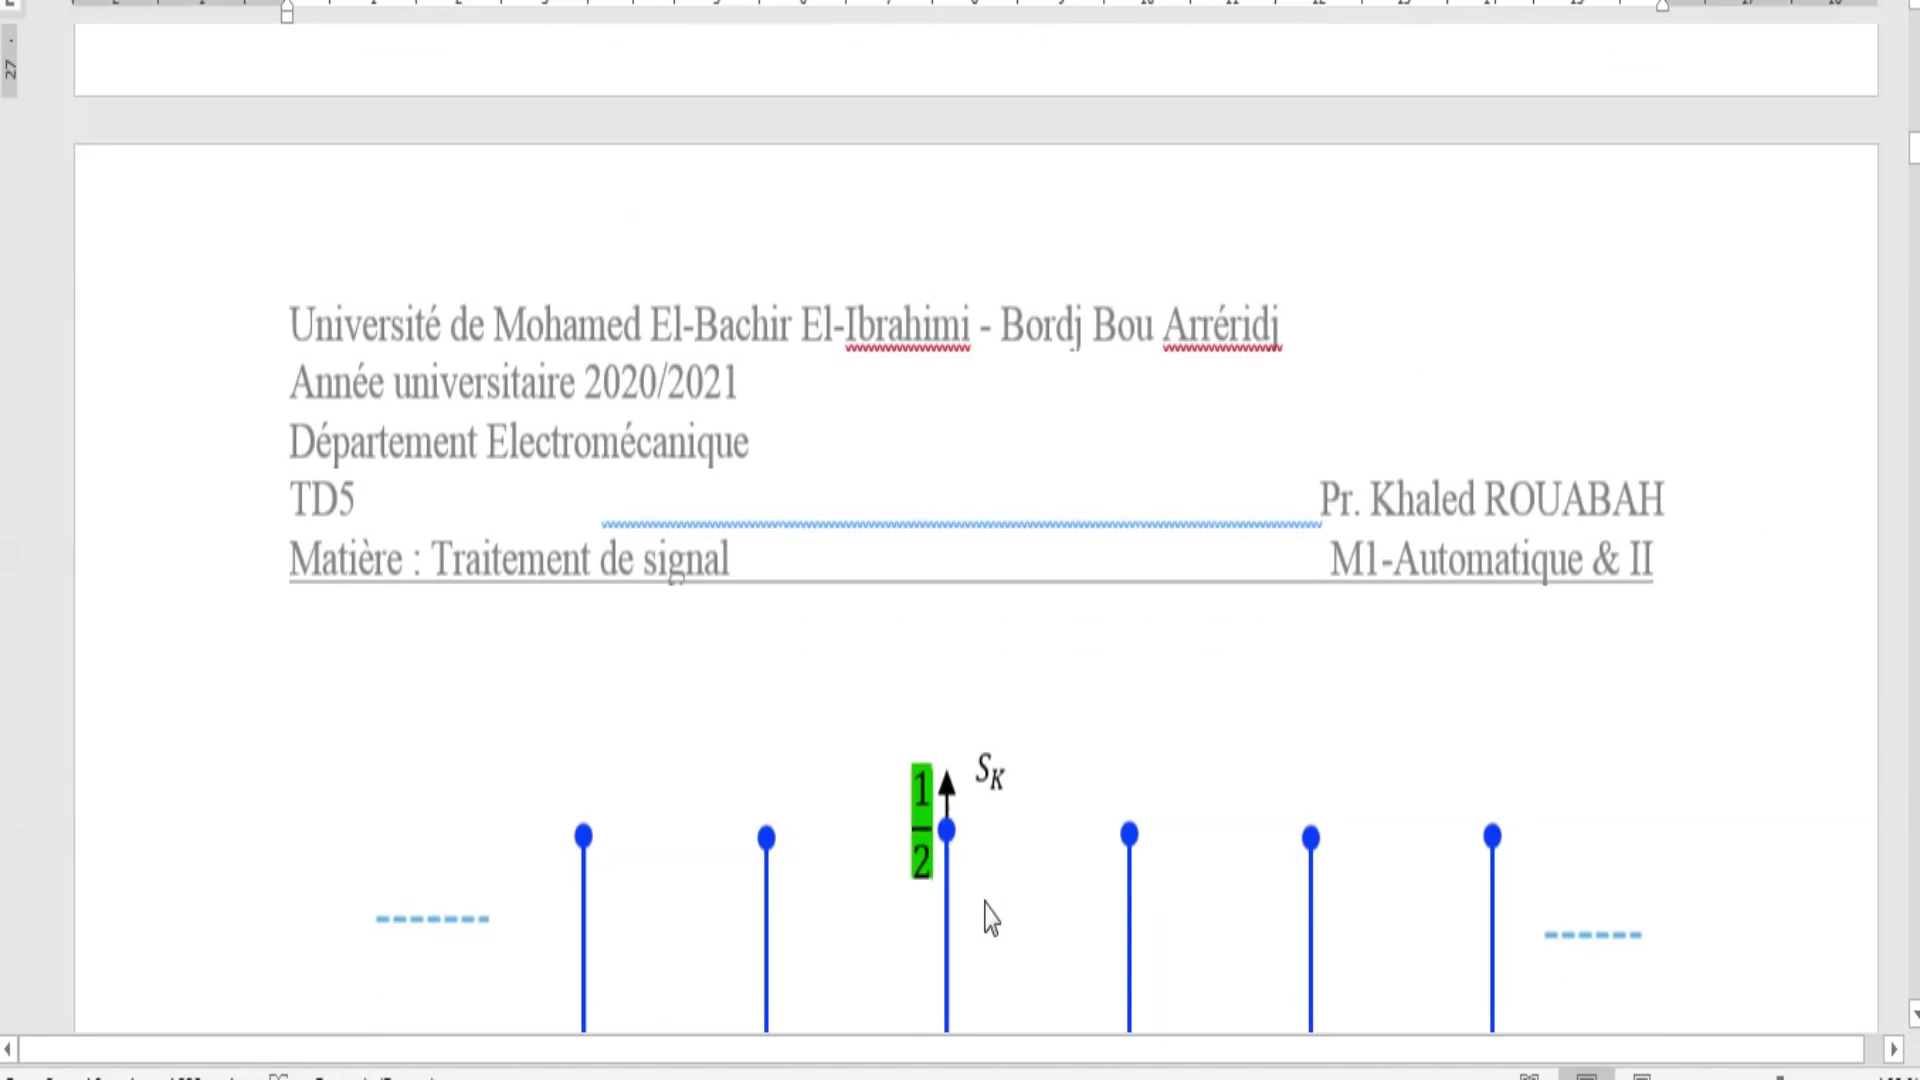 27
Université de Mohamed El-Bachir El-Ibrahimi - Bordj Bou Arréridj
Année universitaire 2020/2021
Département Electromécanique
TD5 Pr. Khaled ROUABAH
Matière : Traitement de signal M1-Automatique & II
S_K
1
2